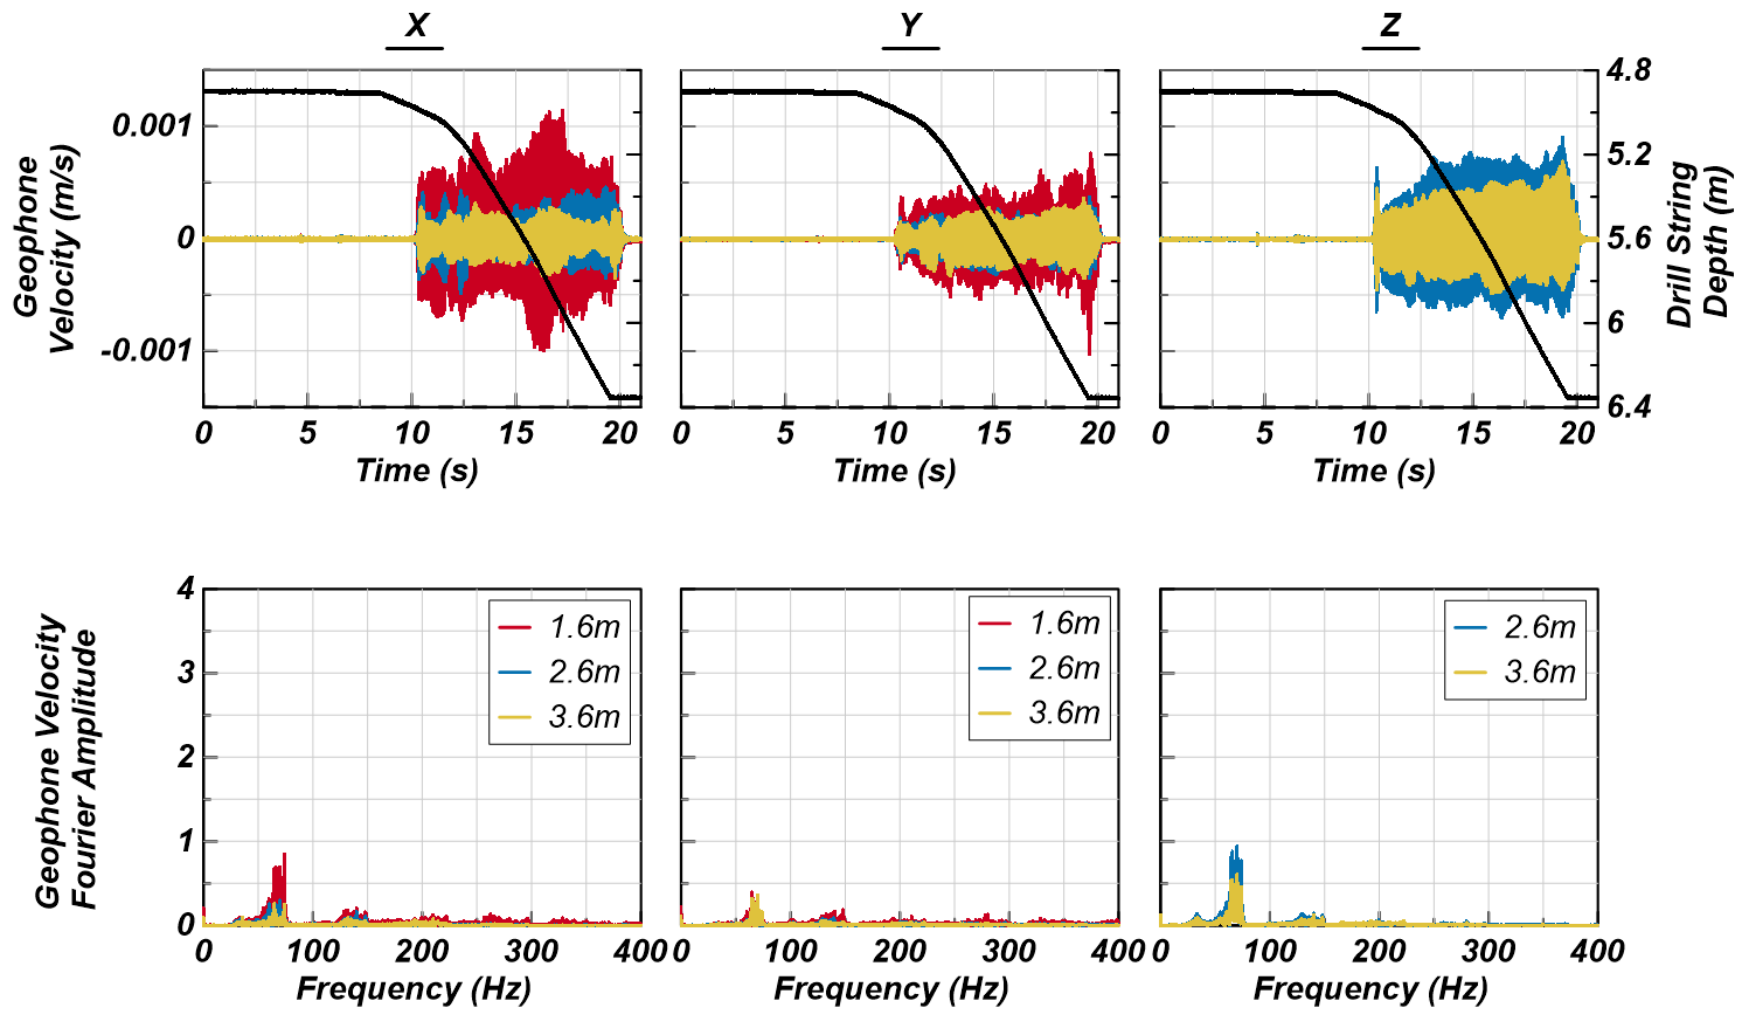 X
Y
Z
Geophone
Velocity (m/s)
0.001
0
-0.001
4.8
5.2
5.6
6
6.4
Drill String
Depth (m)
0 5 10 15 20
0 5 10 15 20
0 5 10 15 20
Time (s)
Time (s)
Time (s)
Geophone Velocity
Fourier Amplitude
4
3
2
1
0
1.6m
2.6m
3.6m
1.6m
2.6m
3.6m
2.6m
3.6m
0 100 200 300 400
0 100 200 300 400
0 100 200 300 400
Frequency (Hz)
Frequency (Hz)
Frequency (Hz)